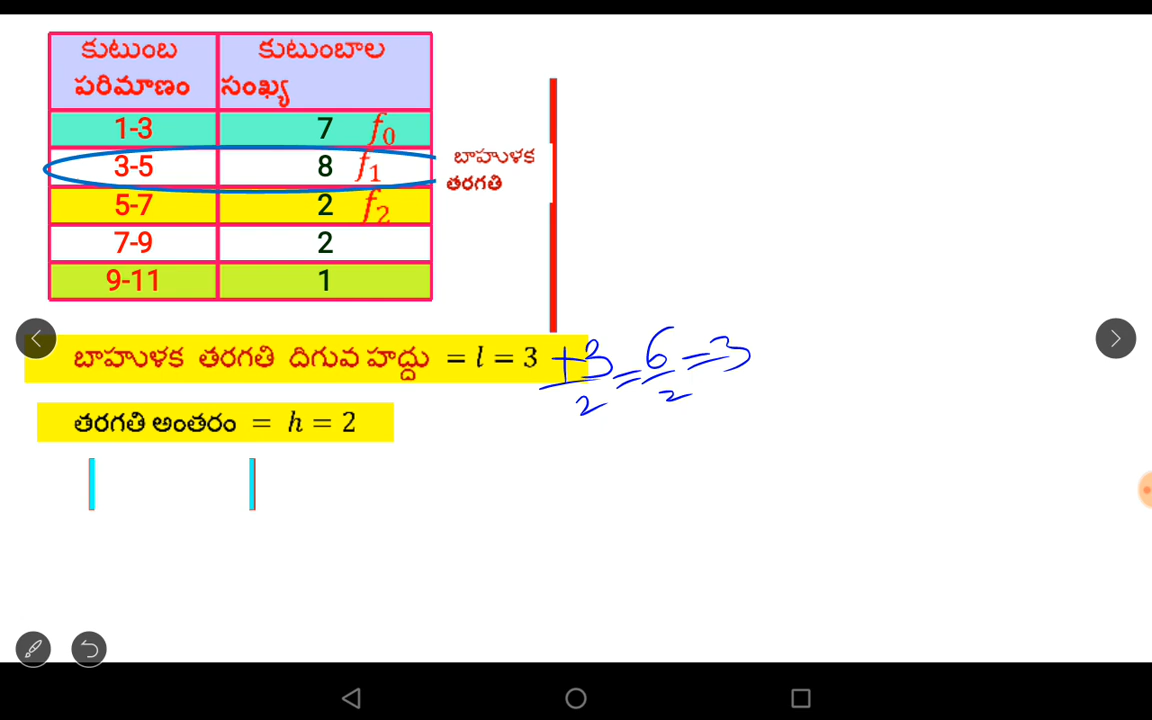 కుటుంబ పరిమాణం కుటుంబాల సంఖ్య
1-3 7 f₀
3-5 8 f₁
5-7 2 f₂
7-9 2
9-11 1
బాహుళక
తరగతి
బాహుళక తరగతి దిగువ హద్దు = l = 3 + 3 / 2 = 6 / 2 = 3
తరగతి అంతరం = h = 2